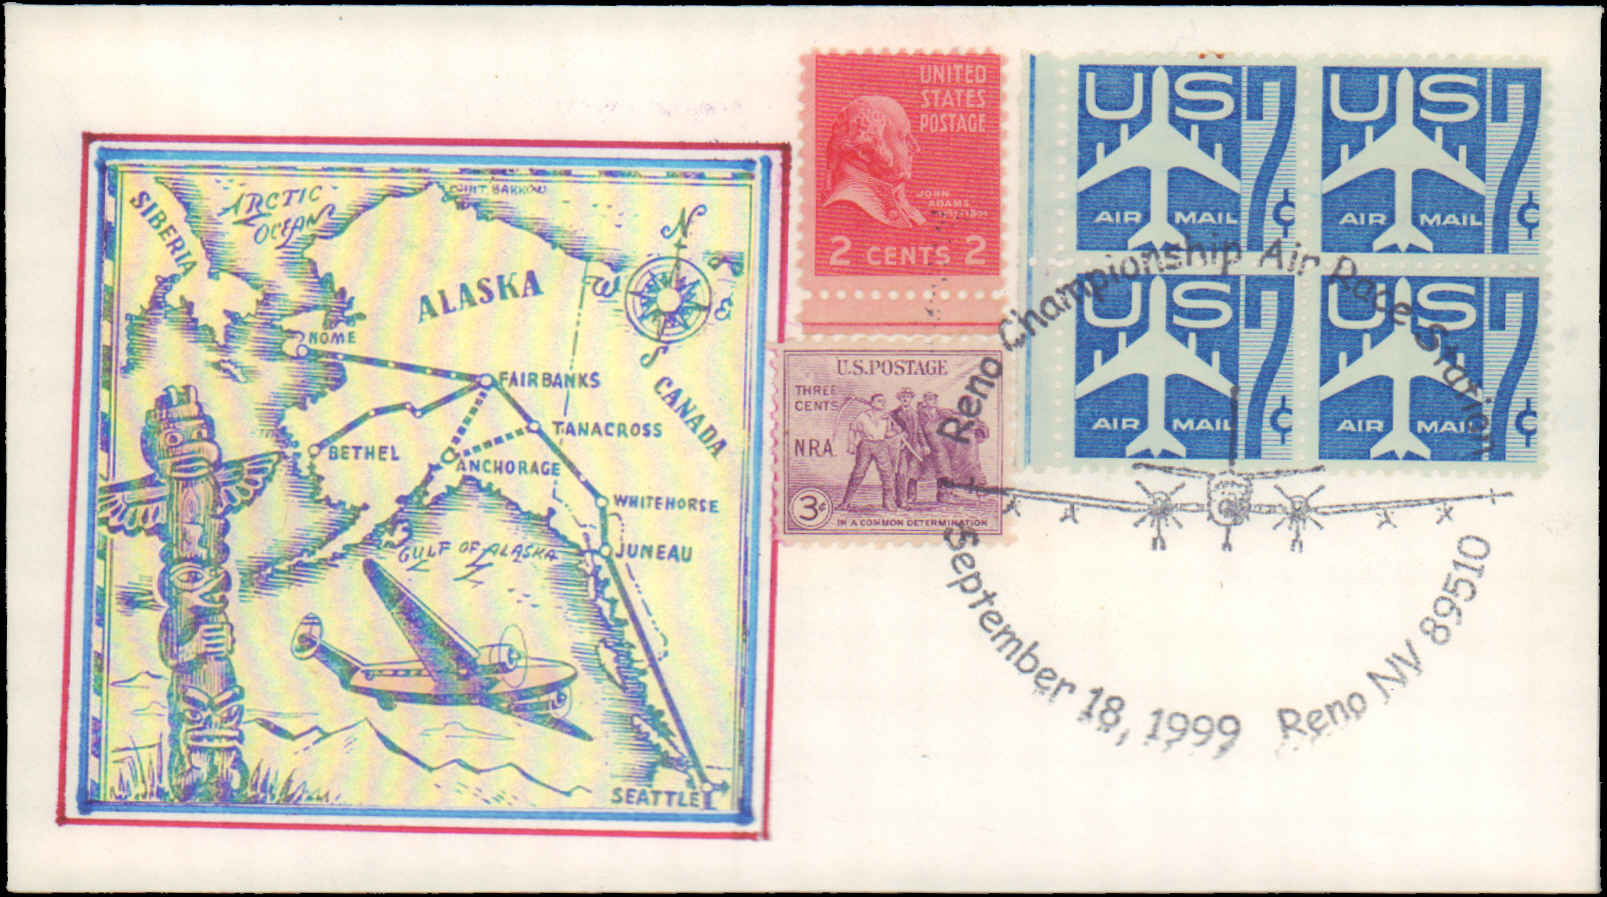 ARCTIC
OCEAN
POINT BARROW
SIBERIA
N
W
E
S
ALASKA
NOME
FAIRBANKS
CANADA
TANACROSS
BETHEL
ANCHORAGE
WHITEHORSE
GULF OF ALASKA
JUNEAU
SEATTLE
UNITED
STATES
POSTAGE
JOHN
ADAMS
2 CENTS 2
U.S.POSTAGE
THREE
CENTS
N R A
3¢
IN A COMMON DETERMINATION
US 7¢
AIR MAIL
US 7¢
AIR MAIL
US 7¢
AIR MAIL
US 7¢
AIR MAIL
Reno Championship Air Race Station
September 18, 1999 Reno NV 89510